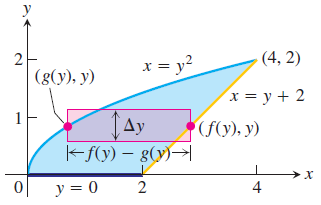 y
2
x = y²
(4, 2)
(g(y), y)
x = y + 2
1
Δy
(f(y), y)
f(y) − g(y)
x
0
y = 0
2
4